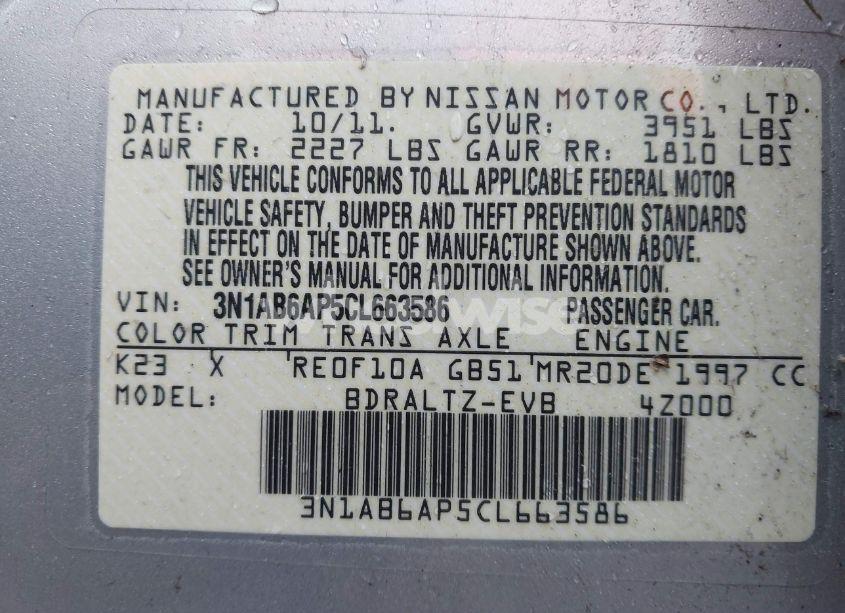 MANUFACTURED BY NISSAN MOTOR CO., LTD.
DATE: 10/11. GVWR: 3951 LBS
GAWR FR: 2227 LBS GAWR RR: 1810 LBS
THIS VEHICLE CONFORMS TO ALL APPLICABLE FEDERAL MOTOR
VEHICLE SAFETY, BUMPER AND THEFT PREVENTION STANDARDS
IN EFFECT ON THE DATE OF MANUFACTURE SHOWN ABOVE.
SEE OWNER'S MANUAL FOR ADDITIONAL INFORMATION.
VIN: 3N1AB6AP5CL663586 PASSENGER CAR.
COLOR TRIM TRANS AXLE ENGINE
K23 X RE0F10A GB51 MR20DE 1997 CC
MODEL: BDRALTZ-EVB 4Z000
3N1AB6AP5CL663586